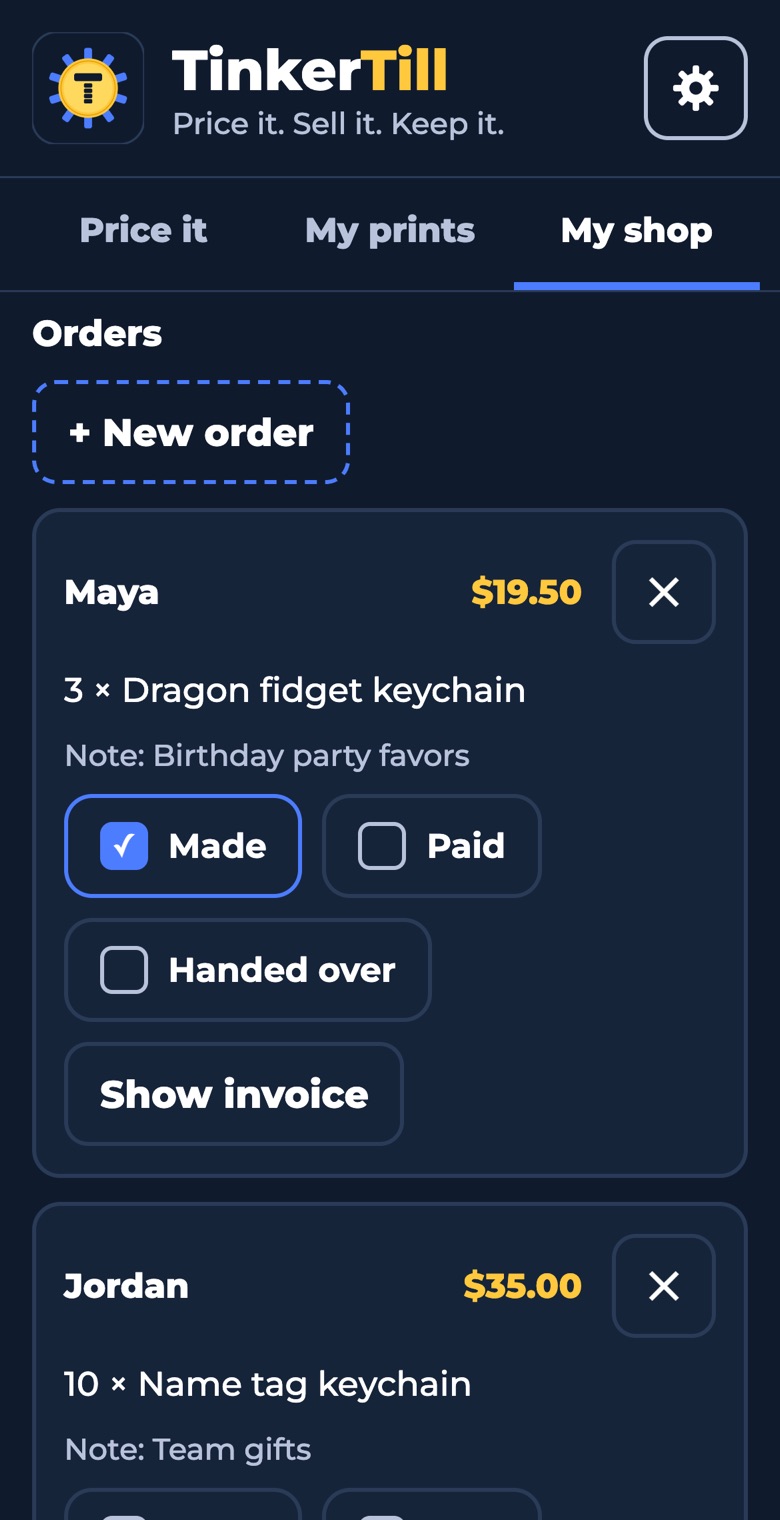 TinkerTill
Price it. Sell it. Keep it.
Price it My prints My shop
Orders
+ New order
Maya $19.50 ×
3 × Dragon fidget keychain
Note: Birthday party favors
✓ Made Paid
Handed over
Show invoice
Jordan $35.00 ×
10 × Name tag keychain
Note: Team gifts